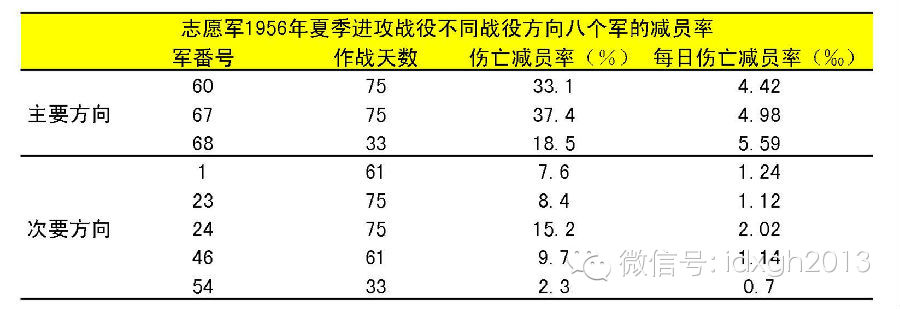 志愿军1956年夏季进攻战役不同战役方向八个军的减员率
军番号 作战天数 伤亡减员率(%) 每日伤亡减员率(‰)
60 75 33.1 4.42
主要方向 67 75 37.4 4.98
68 33 18.5 5.59
1 61 7.6 1.24
23 75 8.4 1.12
次要方向 24 75 15.2 2.02
46 61 9.7 1.14
54 33 2.3 0.7
微信号: idxgh2013